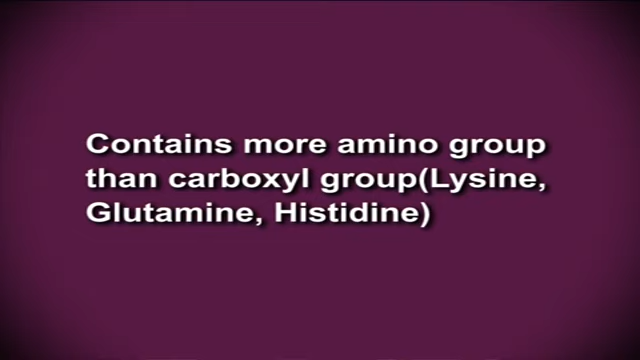 Contains more amino group
than carboxyl group(Lysine,
Glutamine, Histidine)